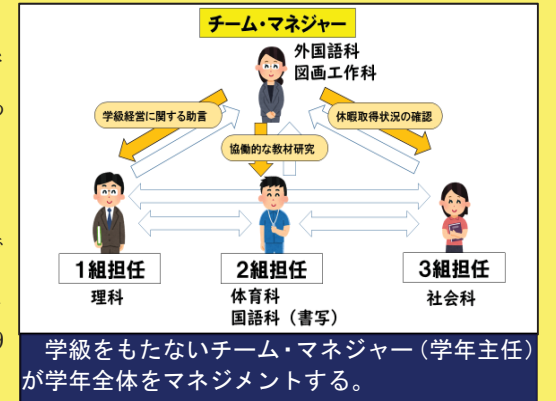 チーム・マネジャー
外国語科
図画工作科
学級経営に関する助言
休暇取得状況の確認
協働的な教材研究
1組担任
2組担任
3組担任
理科
体育科
国語科（書写）
社会科
学級をもたないチーム・マネジャー（学年主任）
が学年全体をマネジメントする。